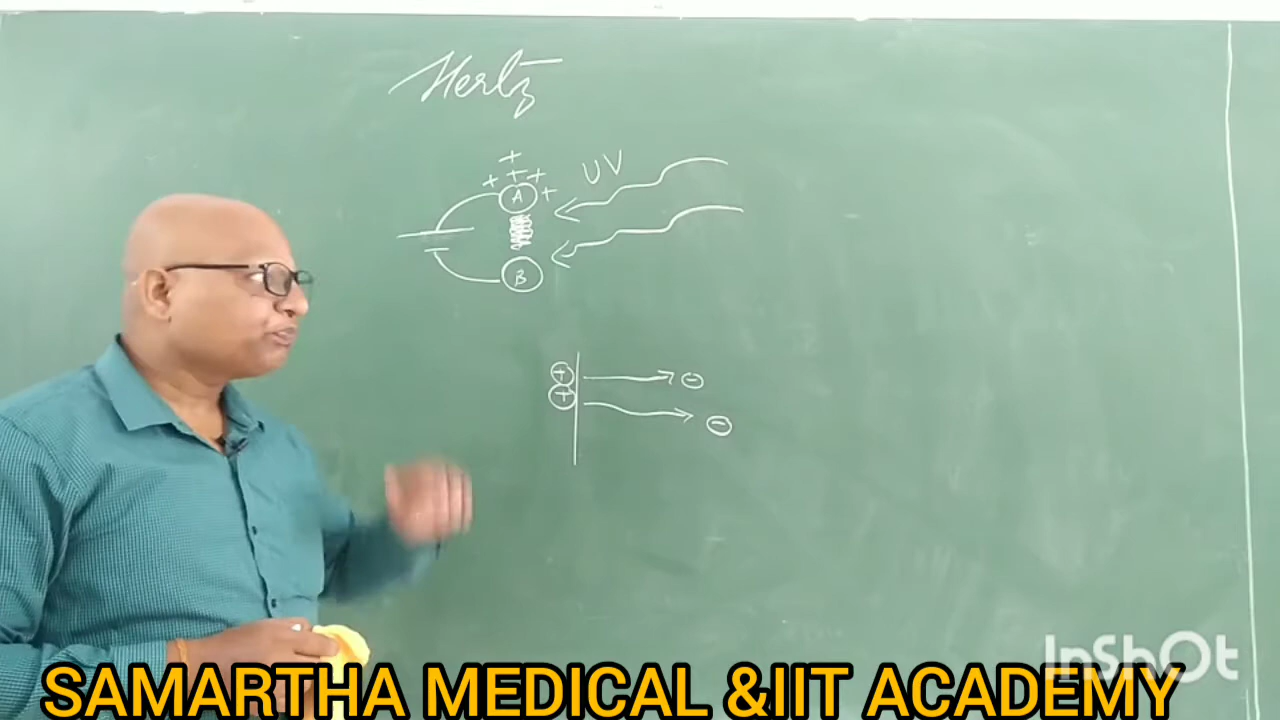 Hertz
UV
+
+ + +
+
A
B
+
+
-
-
InShOt
SAMARTHA MEDICAL &IIT ACADEMY